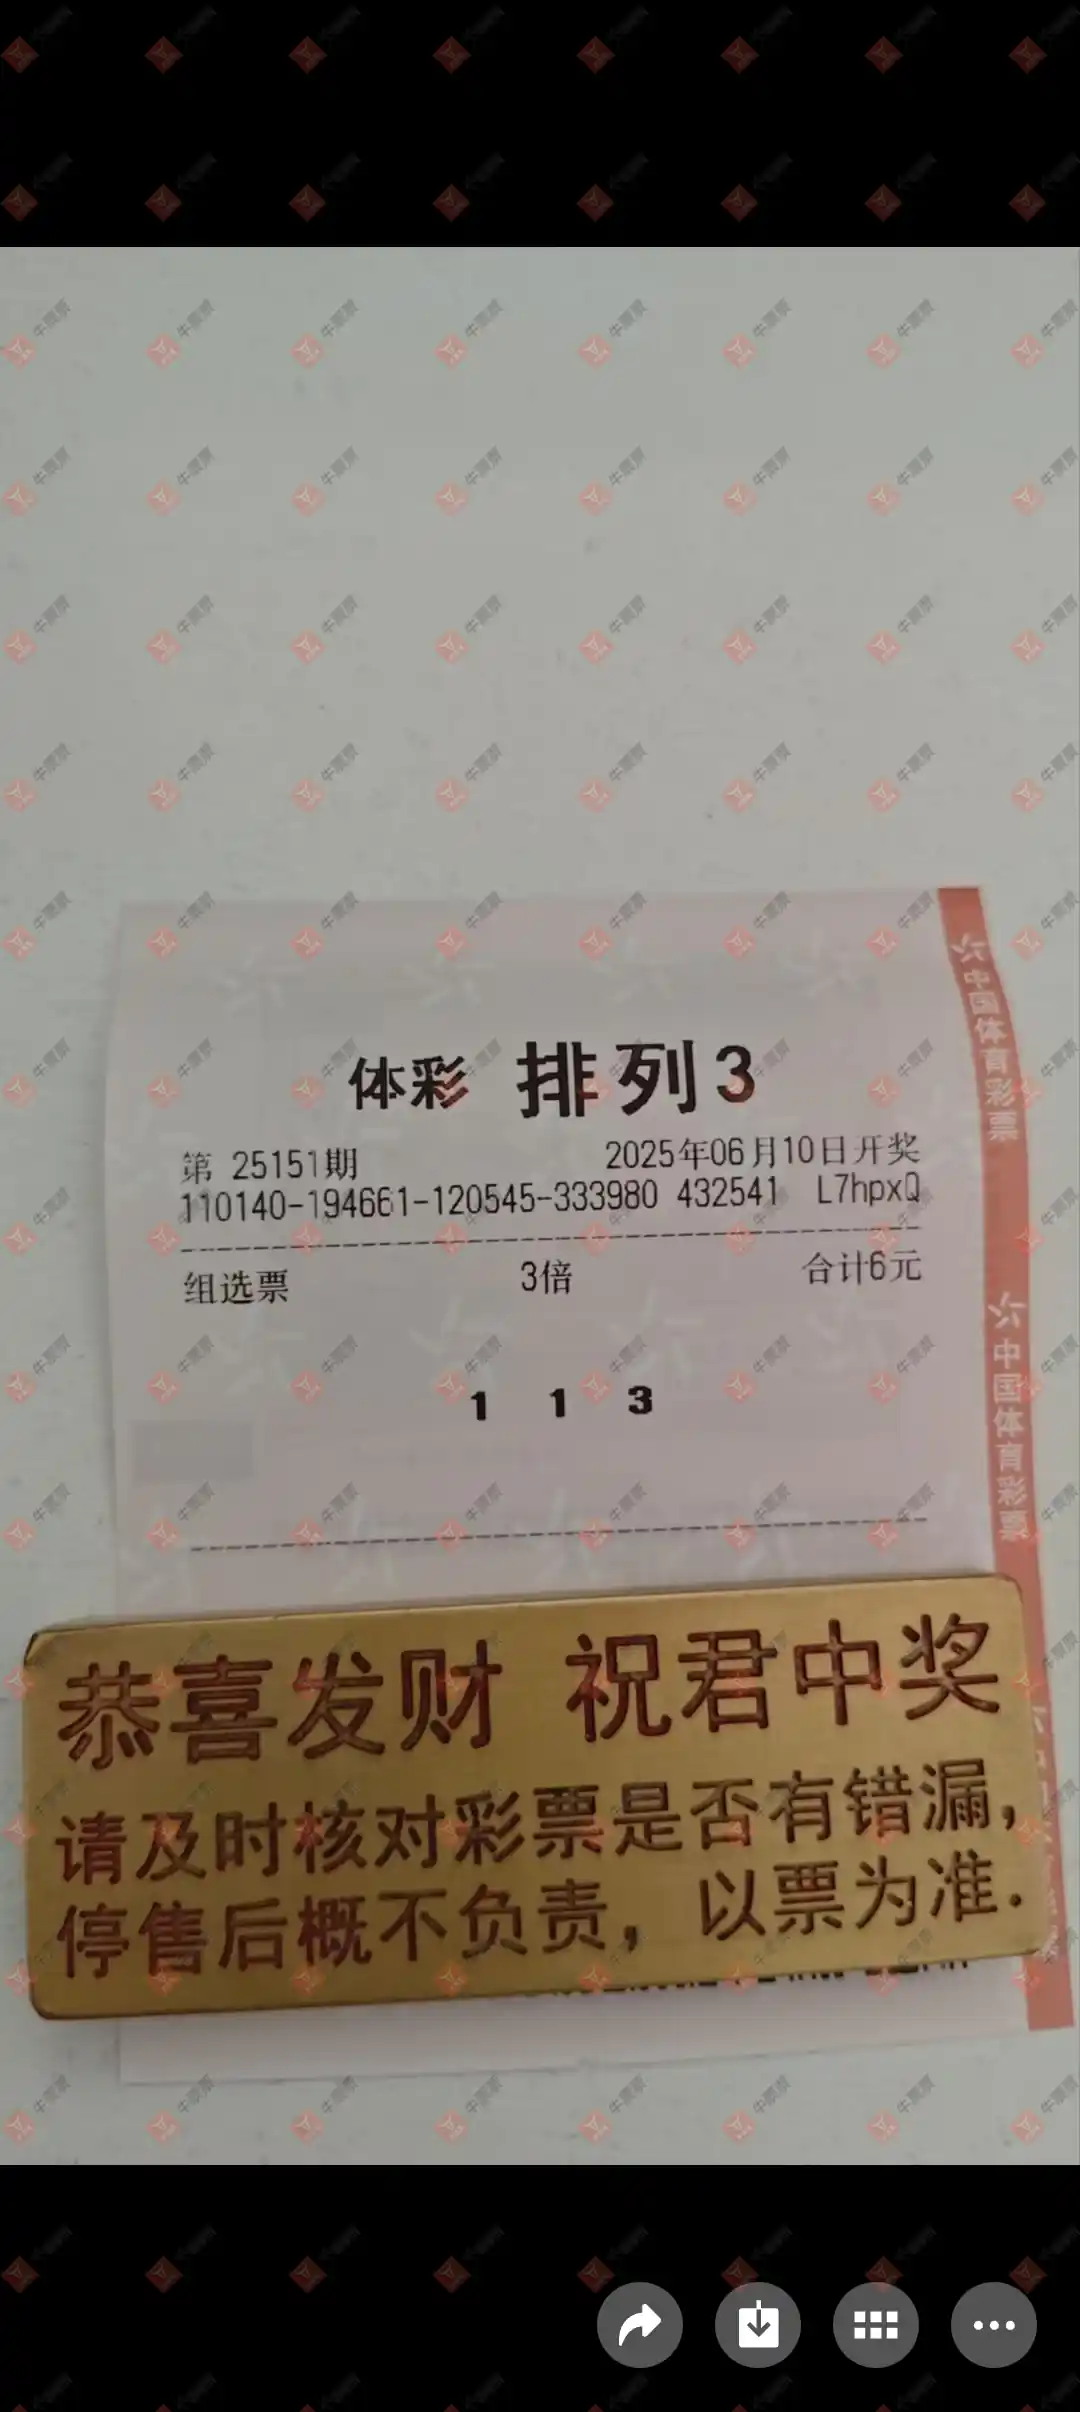 体彩 排列3
第 25151期 2025年06月10日开奖
110140-194661-120545-333980 432541 L7hpxQ
组选票 3倍 合计6元
1 1 3
中国体育彩票
中国体育彩票
恭喜发财 祝君中奖
请及时核对彩票是否有错漏，
停售后概不负责， 以票为准.
牛票票